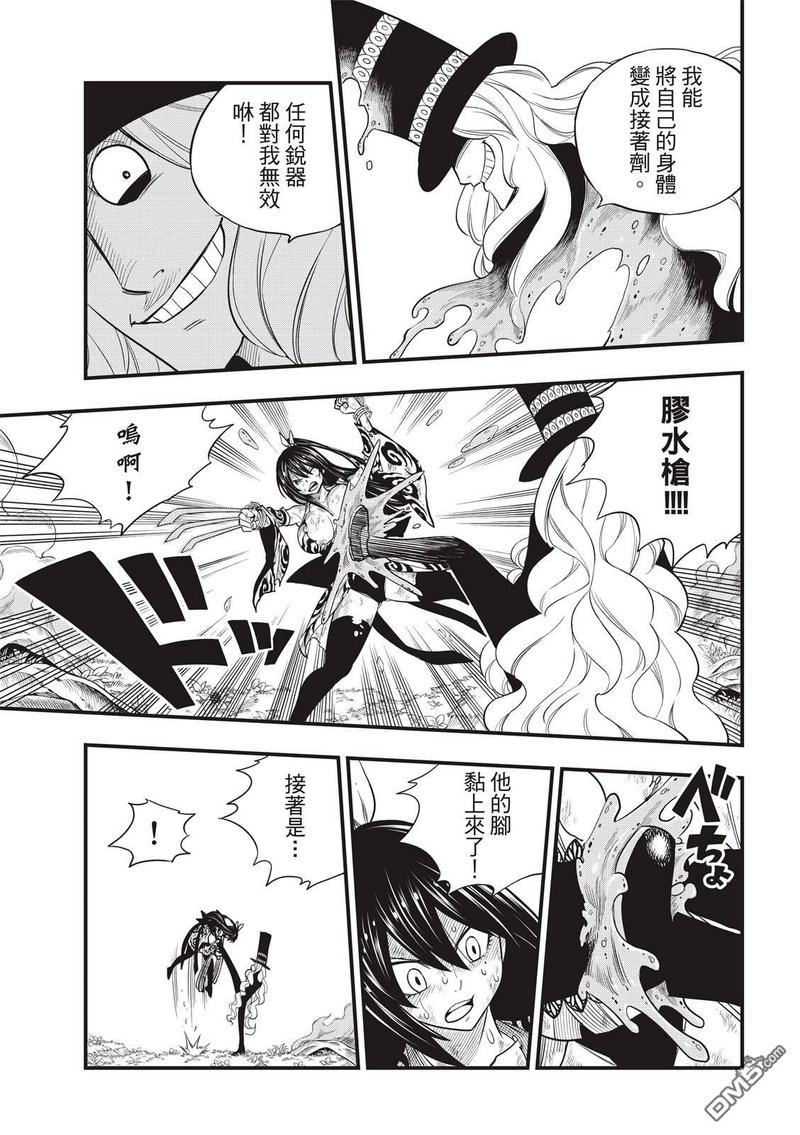 我能
將自己的身體
變成接著劑。
任何銳器
都對我無效
咻！
膠水槍!!!!
嗚啊！
ドドッ
べちょ
他的腳
黏上來了！
接著是…
！
DM5.com